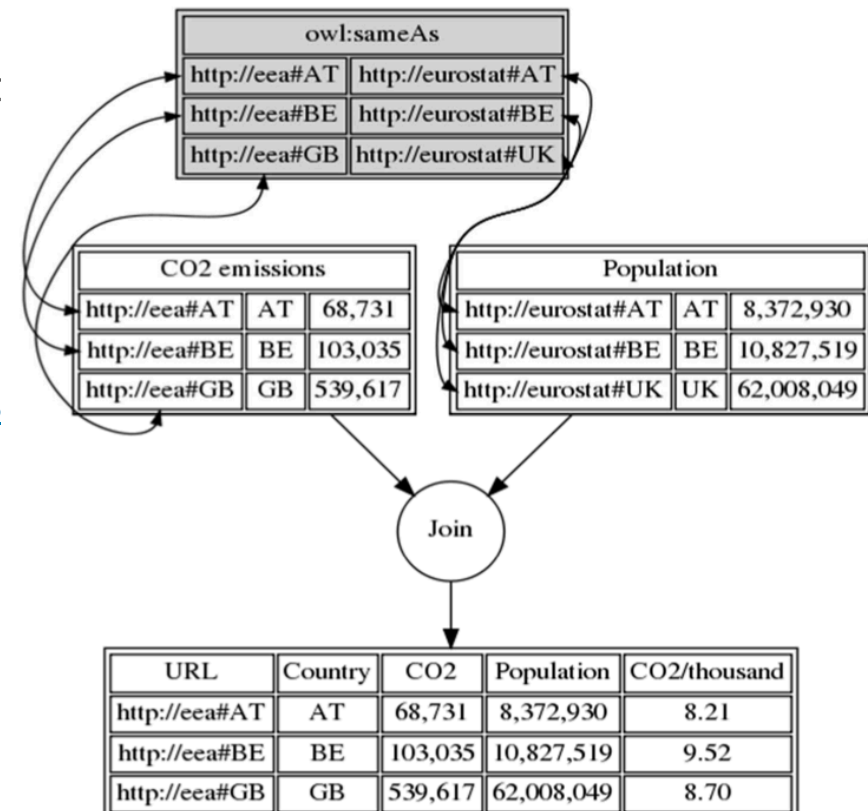 owl:sameAs
http://eea#AT http://eurostat#AT
http://eea#BE http://eurostat#BE
http://eea#GB http://eurostat#UK
CO2 emissions
http://eea#AT AT 68,731
http://eea#BE BE 103,035
http://eea#GB GB 539,617
Population
http://eurostat#AT AT 8,372,930
http://eurostat#BE BE 10,827,519
http://eurostat#UK UK 62,008,049
Join
URL Country CO2 Population CO2/thousand
http://eea#AT AT 68,731 8,372,930 8.21
http://eea#BE BE 103,035 10,827,519 9.52
http://eea#GB GB 539,617 62,008,049 8.70